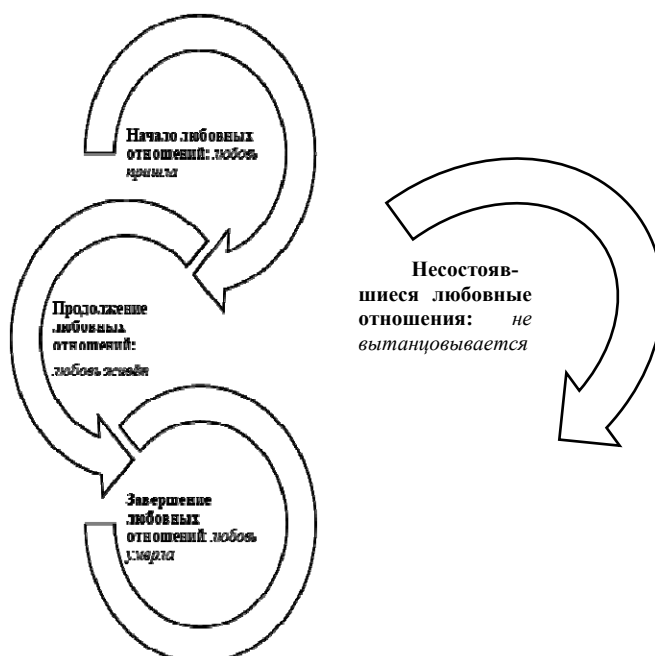 Начало любовных
отношений: любовь
пришла
Продолжение
любовных
отношений:
любовь живёт
Завершение
любовных
отношений: любовь
умерла
Несостояв-
шиеся любовные
отношения: не
вытанцовывается